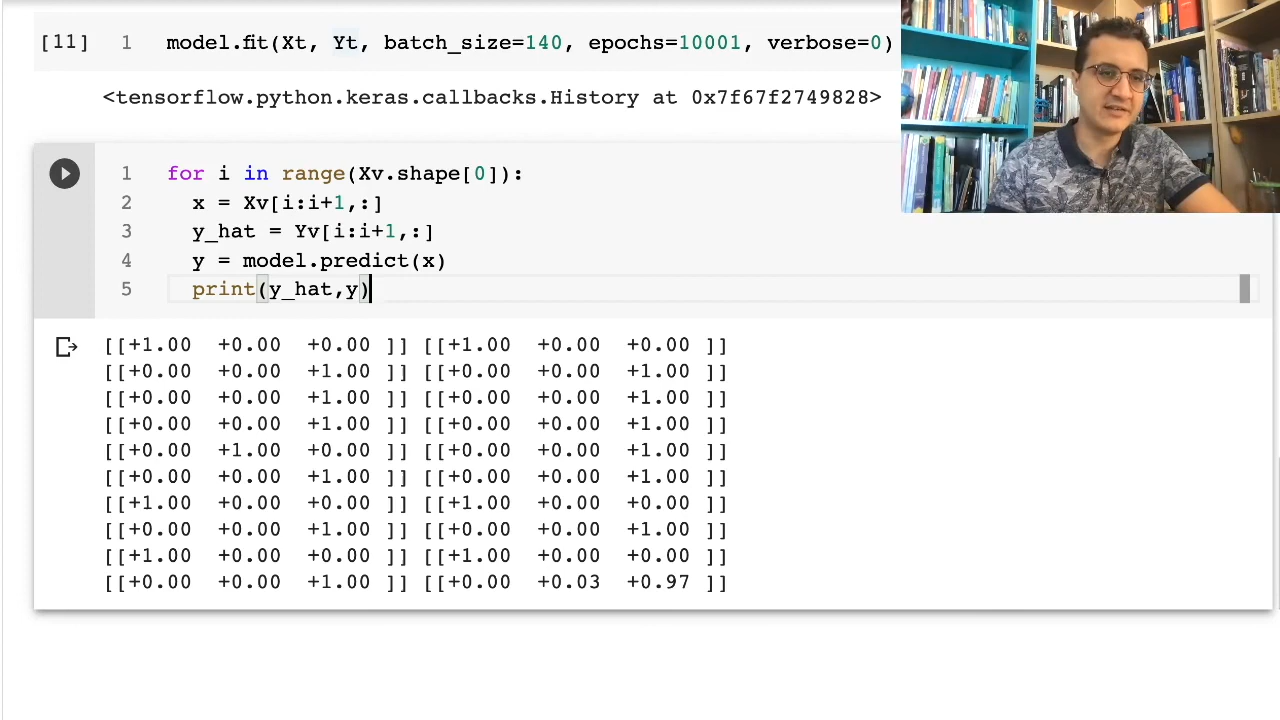 [11] 1 model.fit(Xt, Yt, batch_size=140, epochs=10001, verbose=0)
<tensorflow.python.keras.callbacks.History at 0x7f67f2749828>
1 for i in range(Xv.shape[0]):
2 x = Xv[i:i+1,:]
3 y_hat = Yv[i:i+1,:]
4 y = model.predict(x)
5 print(y_hat,y)
[[+1.00 +0.00 +0.00 ]] [[+1.00 +0.00 +0.00 ]]
[[+0.00 +0.00 +1.00 ]] [[+0.00 +0.00 +1.00 ]]
[[+0.00 +0.00 +1.00 ]] [[+0.00 +0.00 +1.00 ]]
[[+0.00 +0.00 +1.00 ]] [[+0.00 +0.00 +1.00 ]]
[[+0.00 +1.00 +0.00 ]] [[+0.00 +0.00 +1.00 ]]
[[+0.00 +0.00 +1.00 ]] [[+0.00 +0.00 +1.00 ]]
[[+1.00 +0.00 +0.00 ]] [[+1.00 +0.00 +0.00 ]]
[[+0.00 +0.00 +1.00 ]] [[+0.00 +0.00 +1.00 ]]
[[+1.00 +0.00 +0.00 ]] [[+1.00 +0.00 +0.00 ]]
[[+0.00 +0.00 +1.00 ]] [[+0.00 +0.03 +0.97 ]]